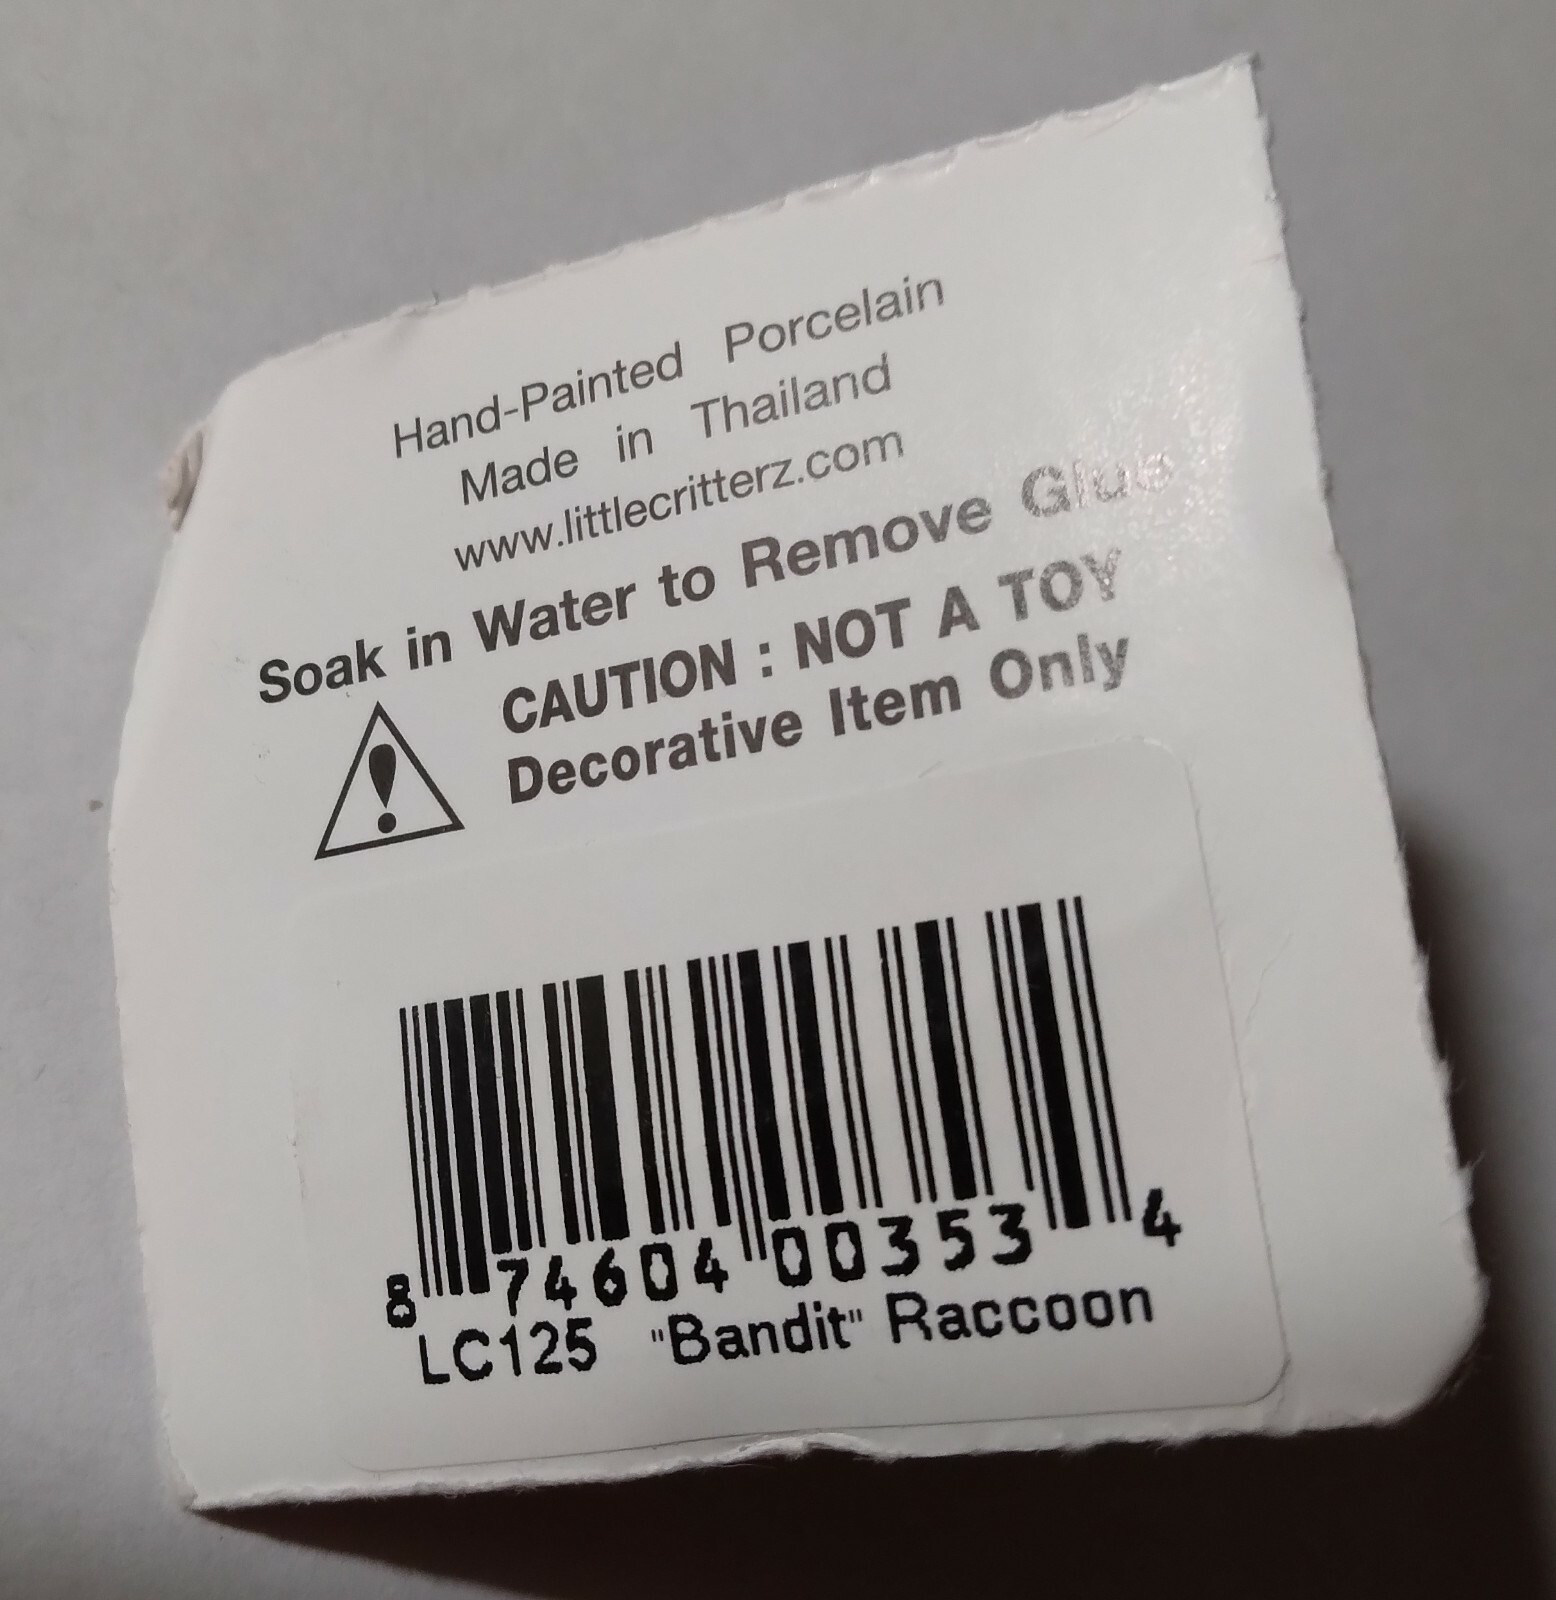 Hand-Painted Porcelain
Made in Thailand
www.littlecritterz.com
Soak in Water to Remove Glue
CAUTION : NOT A TOY
Decorative Item Only
8 74604 00353 4
LC125 "Bandit" Raccoon